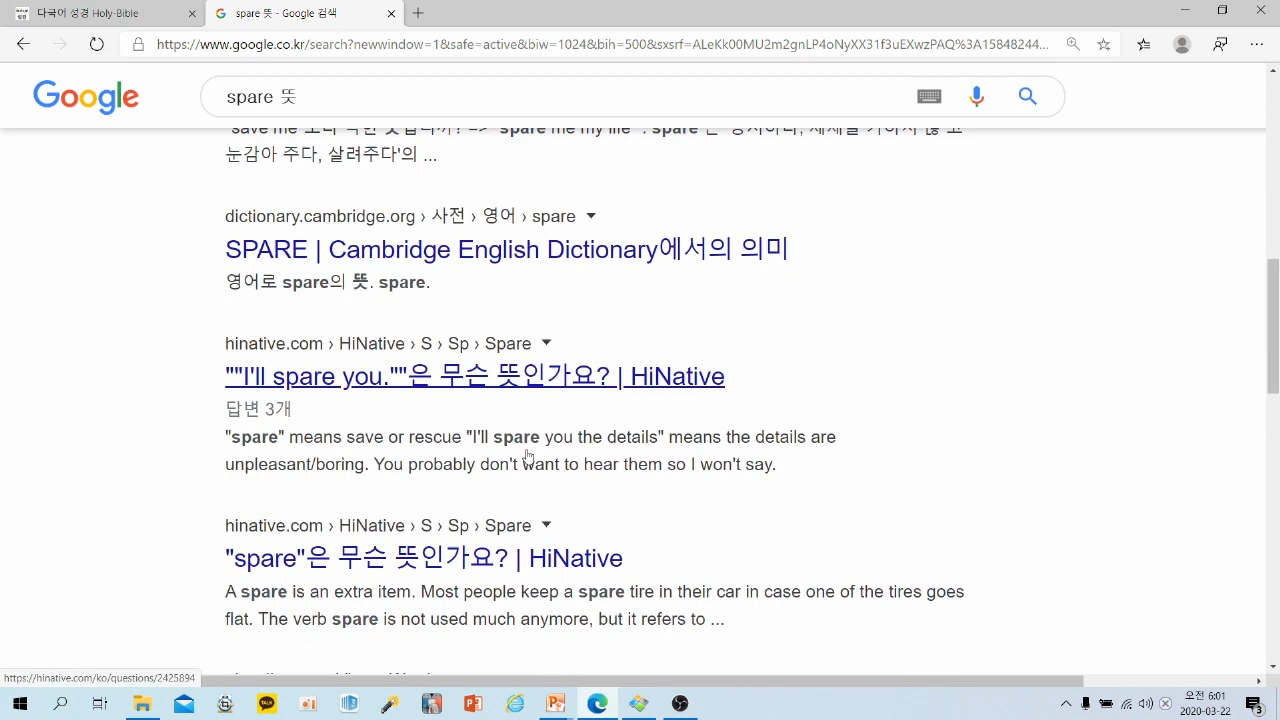 다국어 성경 Holy-Bible
spare 뜻 - Google 검색
https://www.google.co.kr/search?newwindow=1&safe=active&biw=1024&bih=500&sxsrf=ALeKk00MU2m2gnLP4oNyXX31f3uEXwzPAQ%3A15848244...
Google
spare 뜻
눈감아 주다, 살려주다'의 ...
dictionary.cambridge.org › 사전 › 영어 › spare
SPARE | Cambridge English Dictionary에서의 의미
영어로 spare의 뜻. spare.
hinative.com › HiNative › S › Sp › Spare
""I'll spare you.""은 무슨 뜻인가요? | HiNative
답변 3개
"spare" means save or rescue "I'll spare you the details" means the details are
unpleasant/boring. You probably don't want to hear them so I won't say.
hinative.com › HiNative › S › Sp › Spare
"spare"은 무슨 뜻인가요? | HiNative
A spare is an extra item. Most people keep a spare tire in their car in case one of the tires goes
flat. The verb spare is not used much anymore, but it refers to ...
https://hinative.com/ko/questions/2425894
오전 6:01
2020-03-22